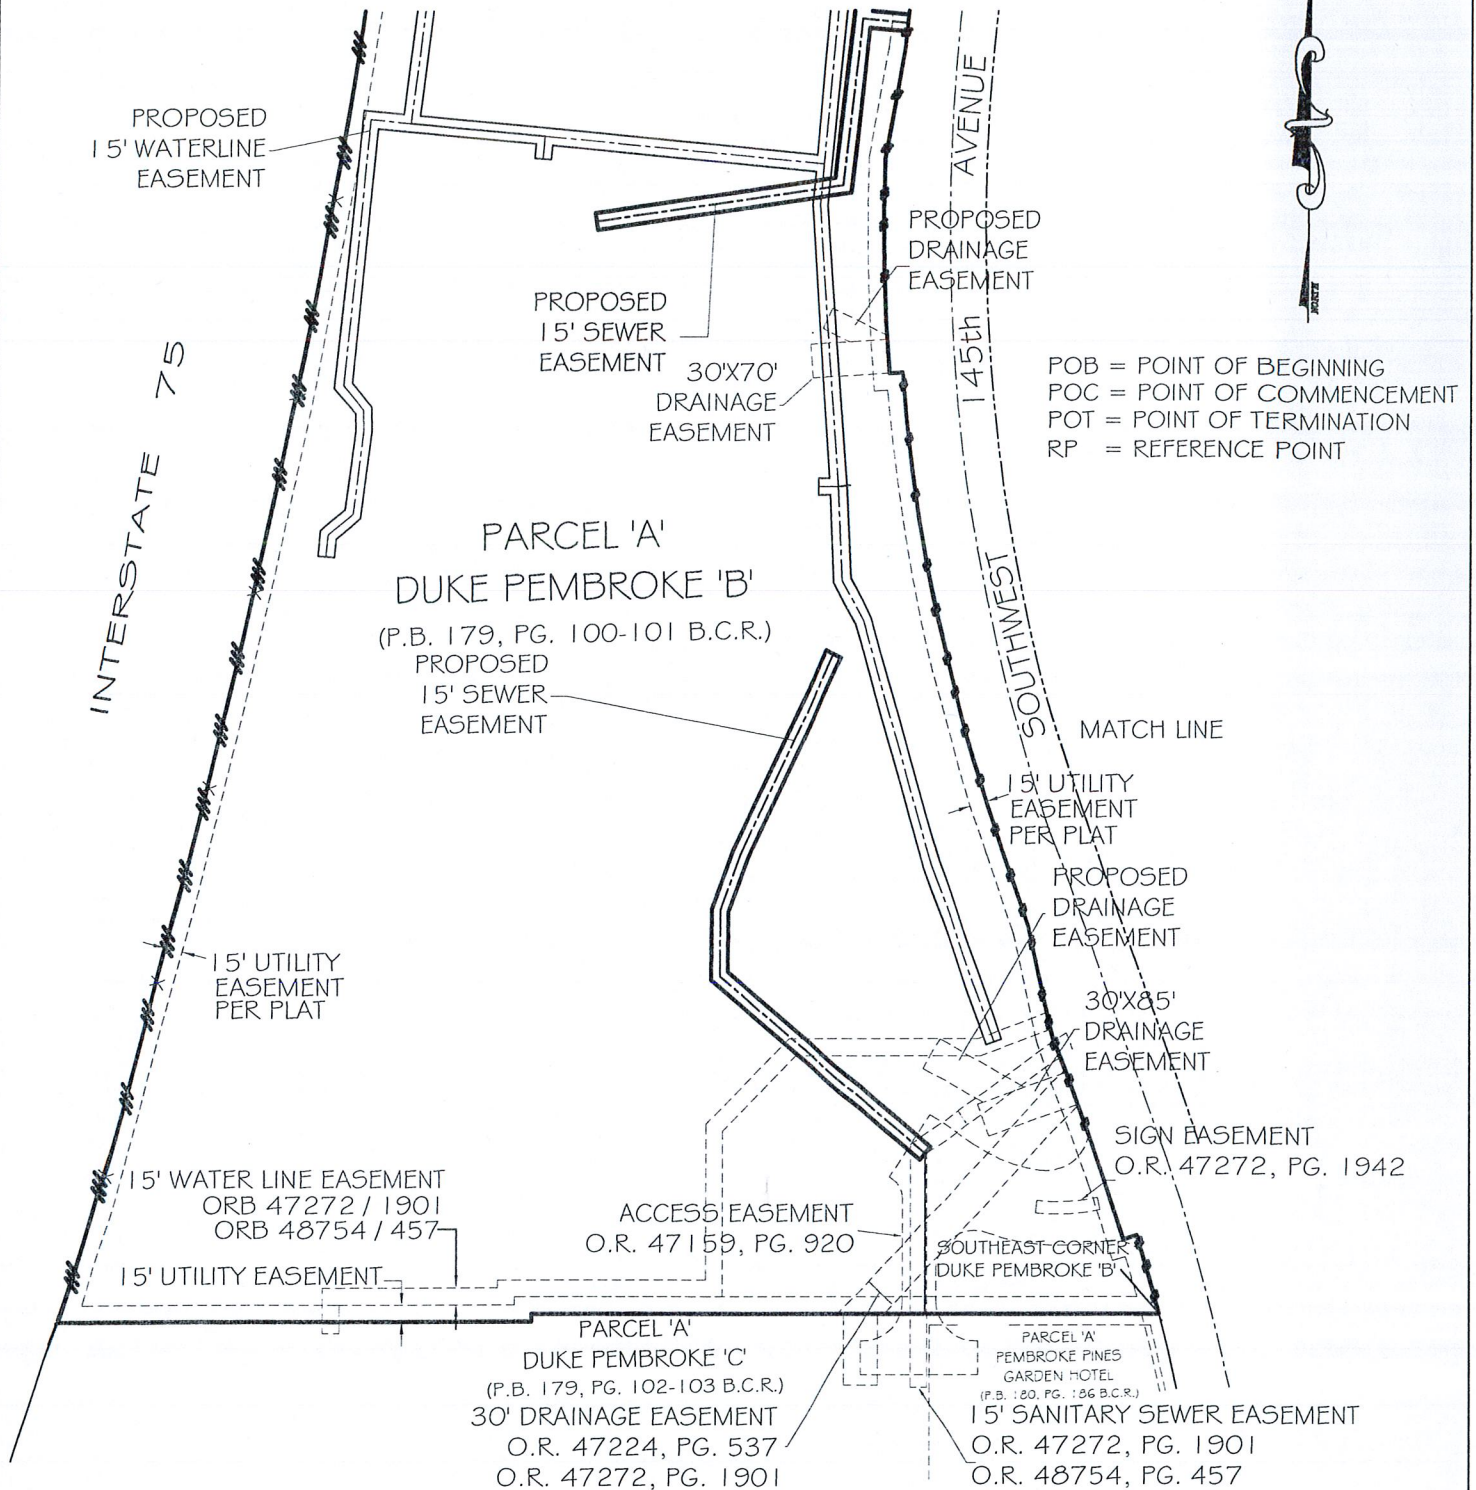 PROPOSED
15' WATERLINE
EASEMENT
AVENUE
PROPOSED
DRAINAGE
EASEMENT
NORTH
PROPOSED
15' SEWER
EASEMENT
30'X70'
DRAINAGE
EASEMENT
145th
POB = POINT OF BEGINNING
POC = POINT OF COMMENCEMENT
POT = POINT OF TERMINATION
RP = REFERENCE POINT
INTERSTATE 75
PARCEL 'A'
DUKE PEMBROKE 'B'
(P.B. 179, PG. 100-101 B.C.R.)
PROPOSED
15' SEWER
EASEMENT
SOUTHWEST
MATCH LINE
15' UTILITY
EASEMENT
PER PLAT
PROPOSED
DRAINAGE
EASEMENT
15' UTILITY
EASEMENT
PER PLAT
30'X85'
DRAINAGE
EASEMENT
SIGN EASEMENT
O.R. 47272, PG. 1942
15' WATER LINE EASEMENT
ORB 47272 / 1901
ORB 48754 / 457
ACCESS EASEMENT
O.R. 47159, PG. 920
SOUTHEAST CORNER
DUKE PEMBROKE 'B'
15' UTILITY EASEMENT
PARCEL 'A'
DUKE PEMBROKE 'C'
(P.B. 179, PG. 102-103 B.C.R.)
30' DRAINAGE EASEMENT
O.R. 47224, PG. 537
O.R. 47272, PG. 1901
PARCEL 'A'
PEMBROKE PINES
GARDEN HOTEL
(P.B. 180, PG. 186 B.C.R.)
15' SANITARY SEWER EASEMENT
O.R. 47272, PG. 1901
O.R. 48754, PG. 457